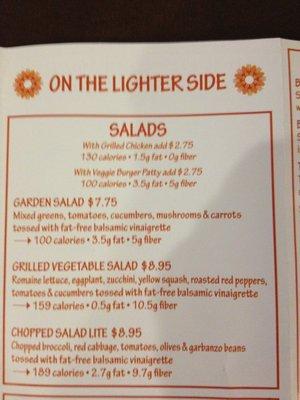 ON THE LIGHTER SIDE
SALADS
With Grilled Chicken add $2.75
130 calories • 1.5g fat • 0g fiber
With Veggie Burger Patty add $2.75
100 calories • 3.5g fat • 5g fiber
GARDEN SALAD $7.75
Mixed greens, tomatoes, cucumbers, mushrooms & carrots
tossed with fat-free balsamic vinaigrette
→ 100 calories • 3.5g fat • 5g fiber
GRILLED VEGETABLE SALAD $8.95
Romaine lettuce, eggplant, zucchini, yellow squash, roasted red peppers,
tomatoes & cucumbers tossed with fat-free balsamic vinaigrette
→ 159 calories • 0.5g fat • 10.5g fiber
CHOPPED SALAD LITE $8.95
Chopped broccoli, red cabbage, tomatoes, olives & garbanzo beans
tossed with fat-free balsamic vinaigrette
→ 189 calories • 2.7g fat • 9.7g fiber